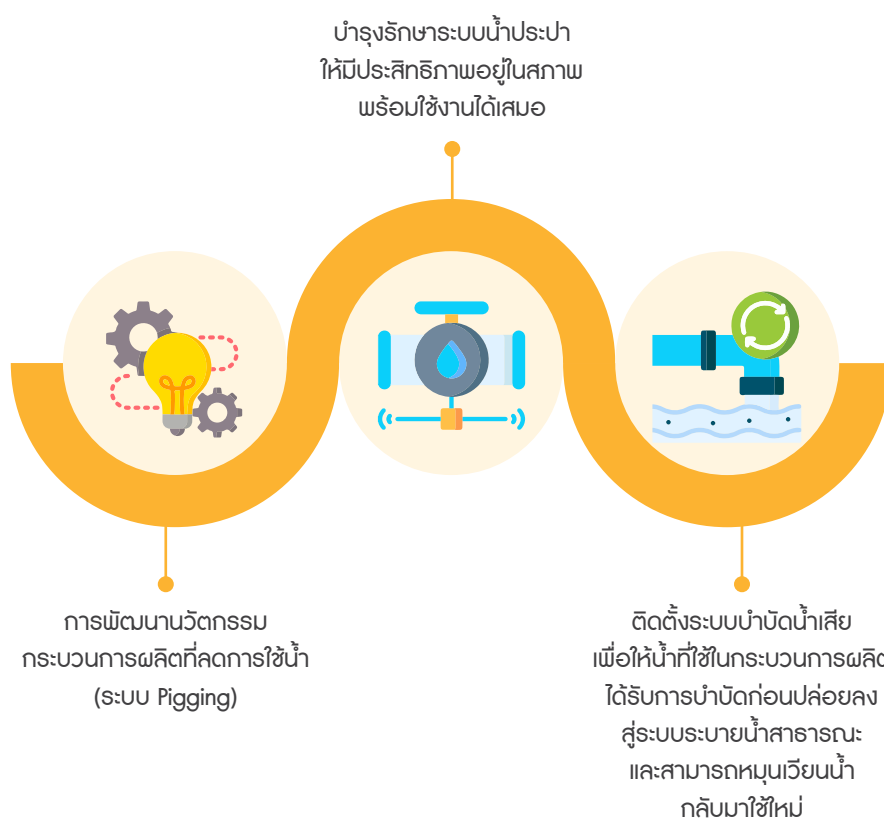 บำรุงรักษาระบบน้ำประปา
ให้มีประสิทธิภาพอยู่ในสภาพ
พร้อมใช้งานได้เสมอ
การพัฒนานวัตกรรม
กระบวนการผลิตที่ลดการใช้น้ำ
(ระบบ Pigging)
ติดตั้งระบบบำบัดน้ำเสีย
เพื่อให้น้ำที่ใช้ในกระบวนการผลิต
ได้รับการบำบัดก่อนปล่อยลง
สู่ระบบระบายน้ำสาธารณะ
และสามารถหมุนเวียนน้ำ
กลับมาใช้ใหม่